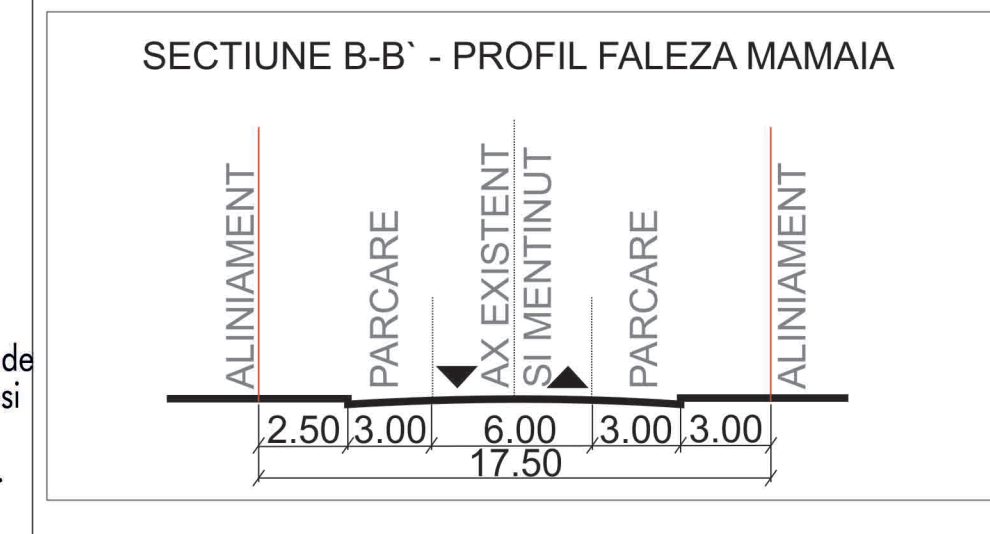 SECTIUNE B-B` - PROFIL FALEZA MAMAIA
ALINIAMENT
PARCARE
AX EXISTENT
SI MENTINUT
PARCARE
ALINIAMENT
de
si
.
2.50 3.00 6.00 3.00 3.00
17.50